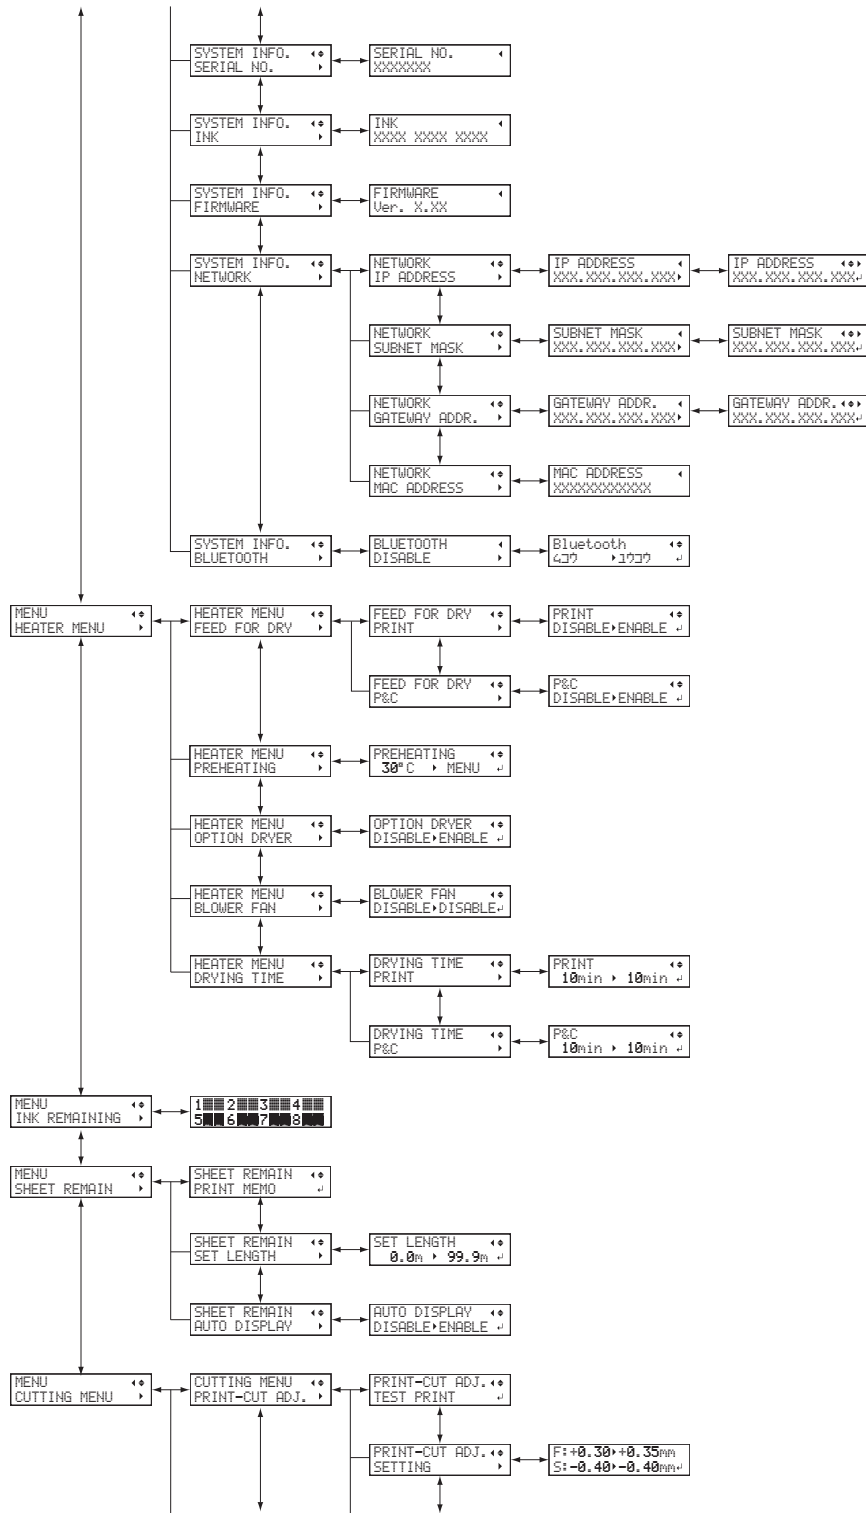 SYSTEM INFO.
SERIAL NO.
SERIAL NO.
XXXXXXX
SYSTEM INFO.
INK
INK
XXXX XXXX XXXX
SYSTEM INFO.
FIRMWARE
FIRMWARE
Ver. X.XX
SYSTEM INFO.
NETWORK
NETWORK
IP ADDRESS
IP ADDRESS
XXX.XXX.XXX.XXX
IP ADDRESS
XXX.XXX.XXX.XXX
NETWORK
SUBNET MASK
SUBNET MASK
XXX.XXX.XXX.XXX
SUBNET MASK
XXX.XXX.XXX.XXX
NETWORK
GATEWAY ADDR.
GATEWAY ADDR.
XXX.XXX.XXX.XXX
GATEWAY ADDR.
XXX.XXX.XXX.XXX
NETWORK
MAC ADDRESS
MAC ADDRESS
XXXXXXXXXXXX
SYSTEM INFO.
BLUETOOTH
BLUETOOTH
DISABLE
Bluetooth
ムコウ ユウコウ
MENU
HEATER MENU
HEATER MENU
FEED FOR DRY
FEED FOR DRY
PRINT
PRINT
DISABLE ENABLE
FEED FOR DRY
P&C
P&C
DISABLE ENABLE
HEATER MENU
PREHEATING
PREHEATING
30°C MENU
HEATER MENU
OPTION DRYER
OPTION DRYER
DISABLE ENABLE
HEATER MENU
BLOWER FAN
BLOWER FAN
DISABLE DISABLE
HEATER MENU
DRYING TIME
DRYING TIME
PRINT
PRINT
10min 10min
DRYING TIME
P&C
P&C
10min 10min
MENU
INK REMAINING
1 2 3 4
5 6 7 8
MENU
SHEET REMAIN
SHEET REMAIN
PRINT MEMO
SHEET REMAIN
SET LENGTH
SET LENGTH
0.0m 99.9m
SHEET REMAIN
AUTO DISPLAY
AUTO DISPLAY
DISABLE ENABLE
MENU
CUTTING MENU
CUTTING MENU
PRINT-CUT ADJ.
PRINT-CUT ADJ.
TEST PRINT
PRINT-CUT ADJ.
SETTING
F:+0.30 +0.35mm
S:-0.40 -0.40mm